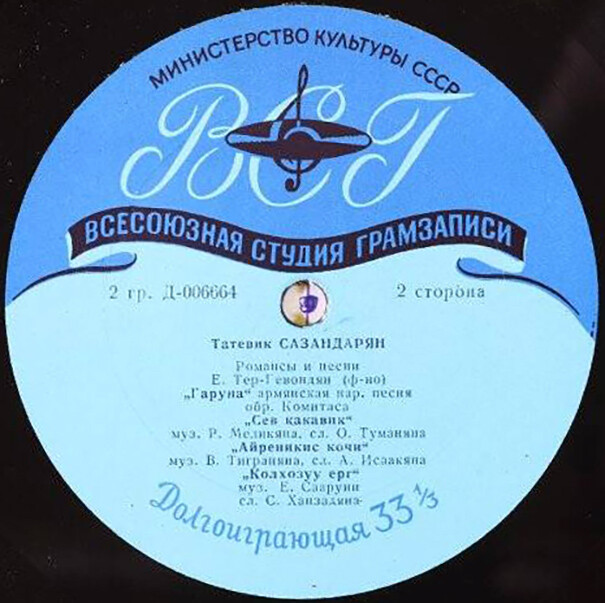 МИНИСТЕРСТВО КУЛЬТУРЫ СССР
ВСГ
ВСЕСОЮЗНАЯ СТУДИЯ ГРАМЗАПИСИ
2 гр. Д-006664
2 сторона
Татевик САЗАНДАРЯН
Романсы и песни
Е. Тер-Гевондян (ф-но)
„Гаруна“ армянская нар. песня
обр. Комитаса
„Сев какавик“
муз. Р. Меликяна, сл. О. Туманяна
„Айреникис кочи“
муз. В. Тиграняна, сл. А. Исаакяна
„Колхозуу ерг“
муз. Е. Сааруни
сл. С. Ханзадяна
Долгоиграющая 33 1/3